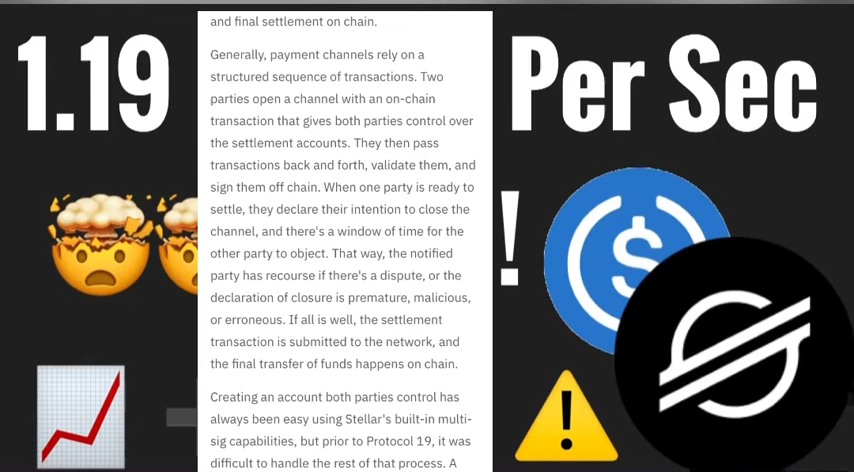 1.19
Per Sec
!
and final settlement on chain.
Generally, payment channels rely on a
structured sequence of transactions. Two
parties open a channel with an on-chain
transaction that gives both parties control over
the settlement accounts. They then pass
transactions back and forth, validate them, and
sign them off chain. When one party is ready to
settle, they declare their intention to close the
channel, and there's a window of time for the
other party to object. That way, the notified
party has recourse if there's a dispute, or the
declaration of closure is premature, malicious,
or erroneous. If all is well, the settlement
transaction is submitted to the network, and
the final transfer of funds happens on chain.
Creating an account both parties control has
always been easy using Stellar's built-in multi-
sig capabilities, but prior to Protocol 19, it was
difficult to handle the rest of that process. A